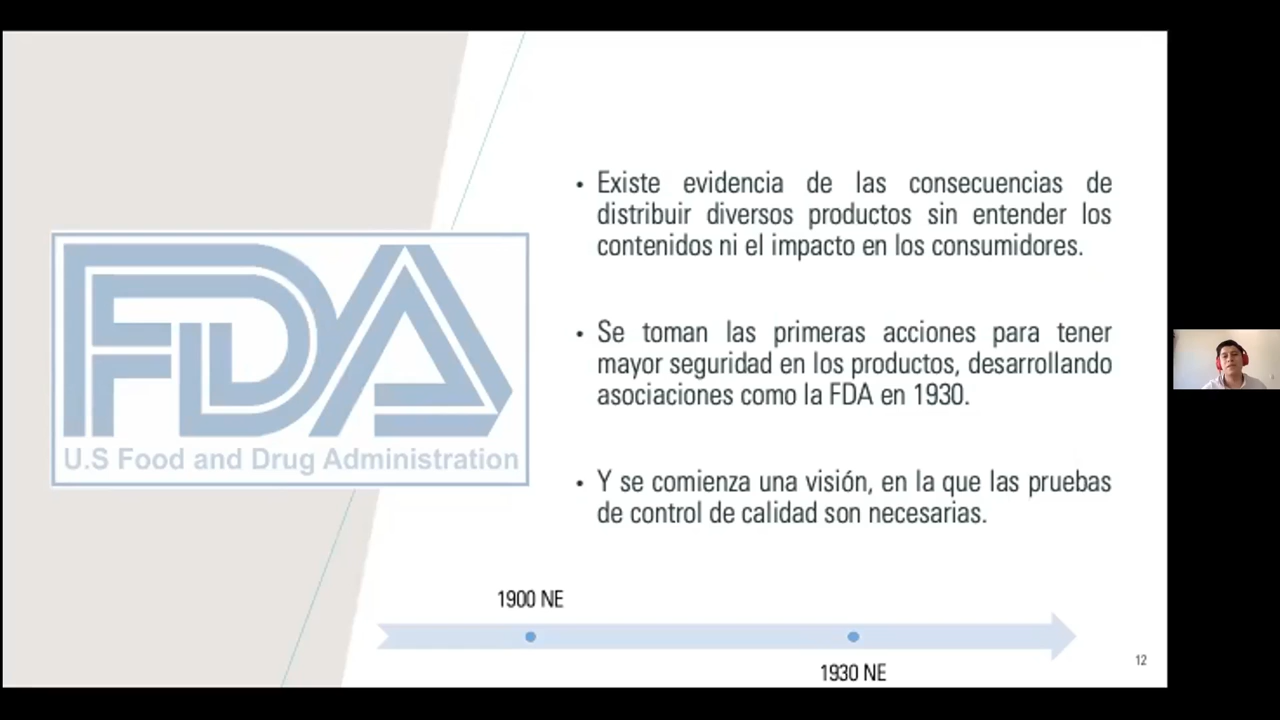 FDA
U.S Food and Drug Administration
• Existe evidencia de las consecuencias de
distribuir diversos productos sin entender los
contenidos ni el impacto en los consumidores.
• Se toman las primeras acciones para tener
mayor seguridad en los productos, desarrollando
asociaciones como la FDA en 1930.
• Y se comienza una visión, en la que las pruebas
de control de calidad son necesarias.
1900 NE
1930 NE
12